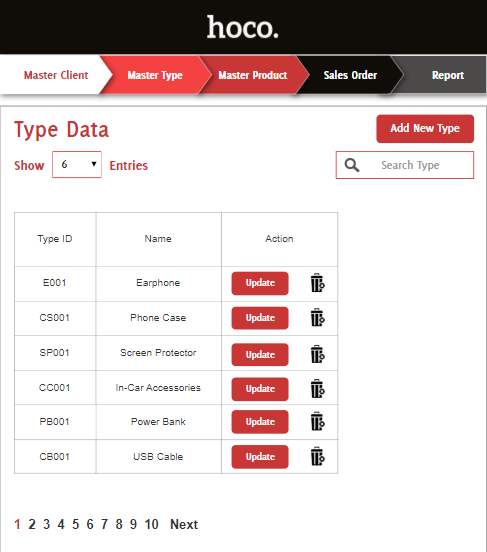 hoco.
Master Client Master Type Master Product Sales Order Report
Type Data
Add New Type
Show 6 Entries
Search Type
Type ID Name Action
E001 Earphone Update
CS001 Phone Case Update
SP001 Screen Protector Update
CC001 In-Car Accessories Update
PB001 Power Bank Update
CB001 USB Cable Update
1 2 3 4 5 6 7 8 9 10 Next